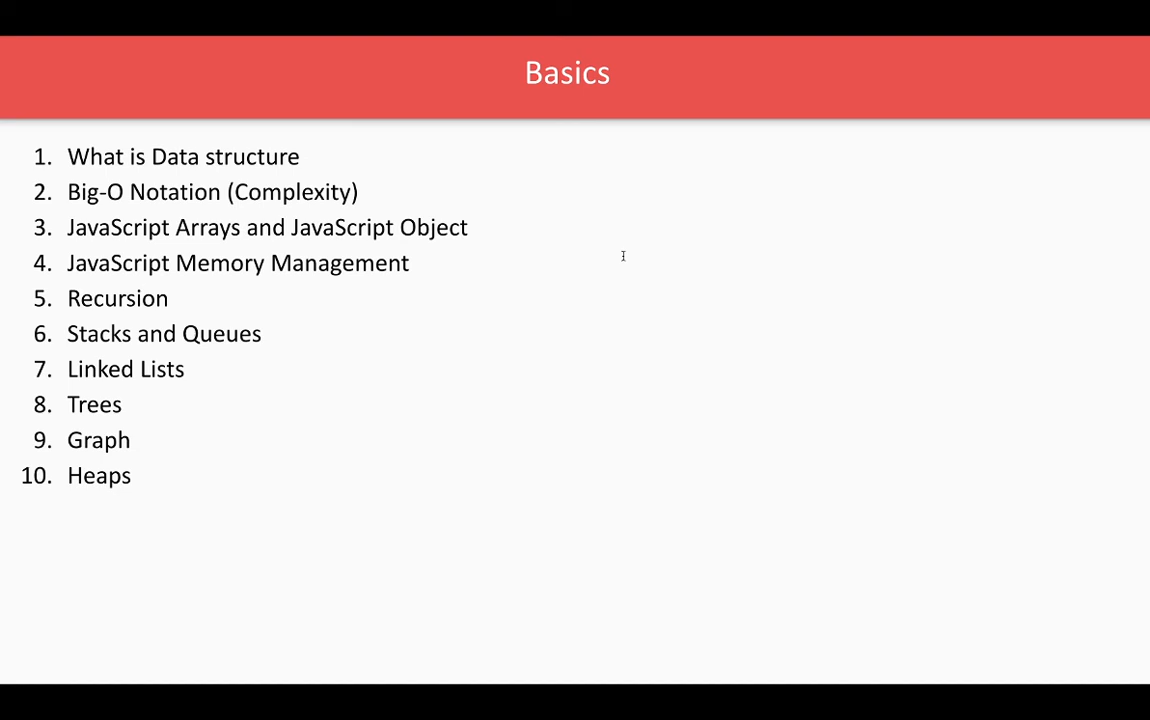 Basics
1. What is Data structure
2. Big-O Notation (Complexity)
3. JavaScript Arrays and JavaScript Object
4. JavaScript Memory Management
5. Recursion
6. Stacks and Queues
7. Linked Lists
8. Trees
9. Graph
10. Heaps